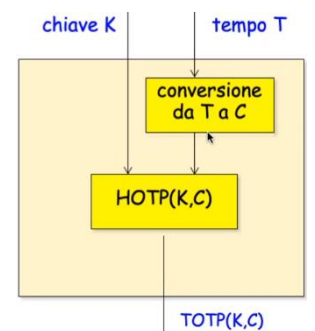 chiave K
tempo T
conversione
da T a C
HOTP(K,C)
TOTP(K,C)